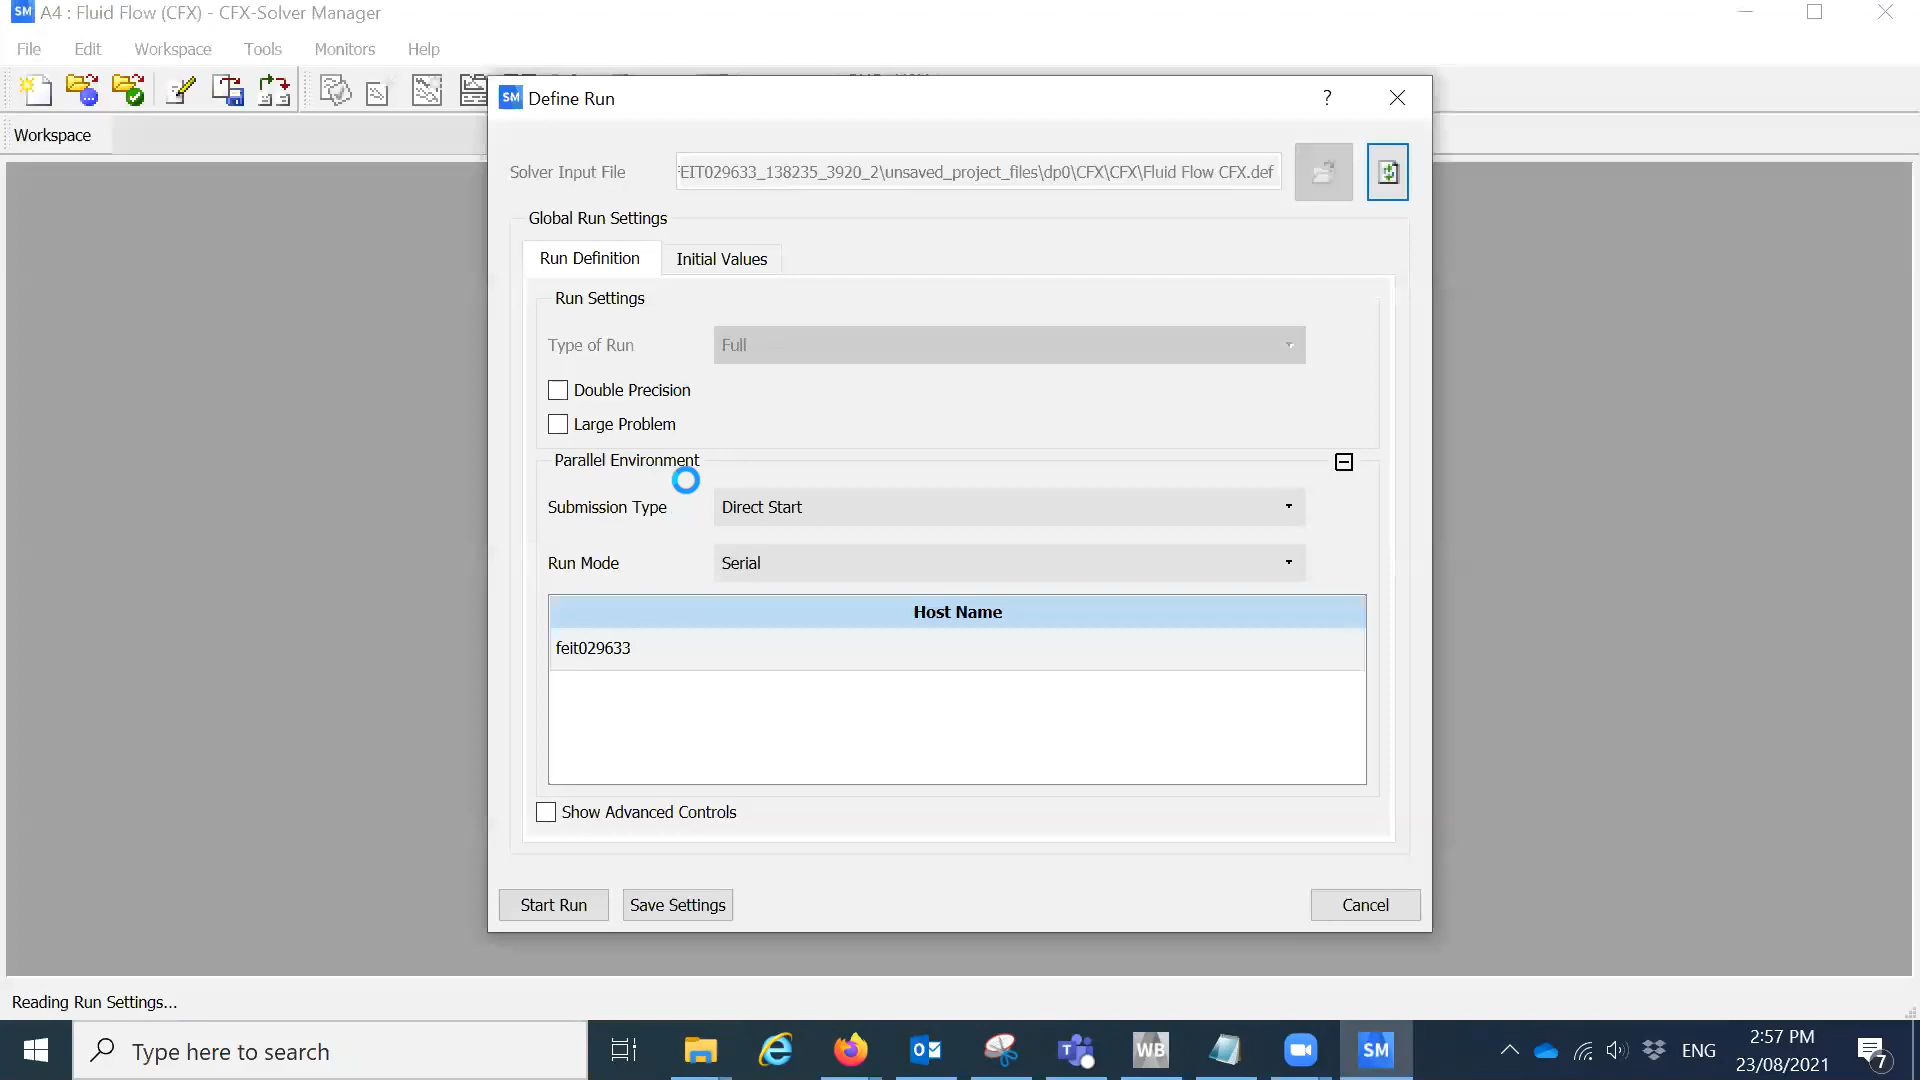 SM A4 : Fluid Flow (CFX) - CFX-Solver Manager
File Edit Workspace Tools Monitors Help
Workspace
SM Define Run ?
Solver Input File FEIT029633_138235_3920_2\unsaved_project_files\dp0\CFX\CFX\Fluid Flow CFX.def
Global Run Settings
Run Definition Initial Values
Run Settings
Type of Run Full
Double Precision
Large Problem
Parallel Environment
Submission Type Direct Start
Run Mode Serial
Host Name
feit029633
Show Advanced Controls
Start Run Save Settings Cancel
Reading Run Settings...
Type here to search
WB SM ENG
2:57 PM
23/08/2021
7